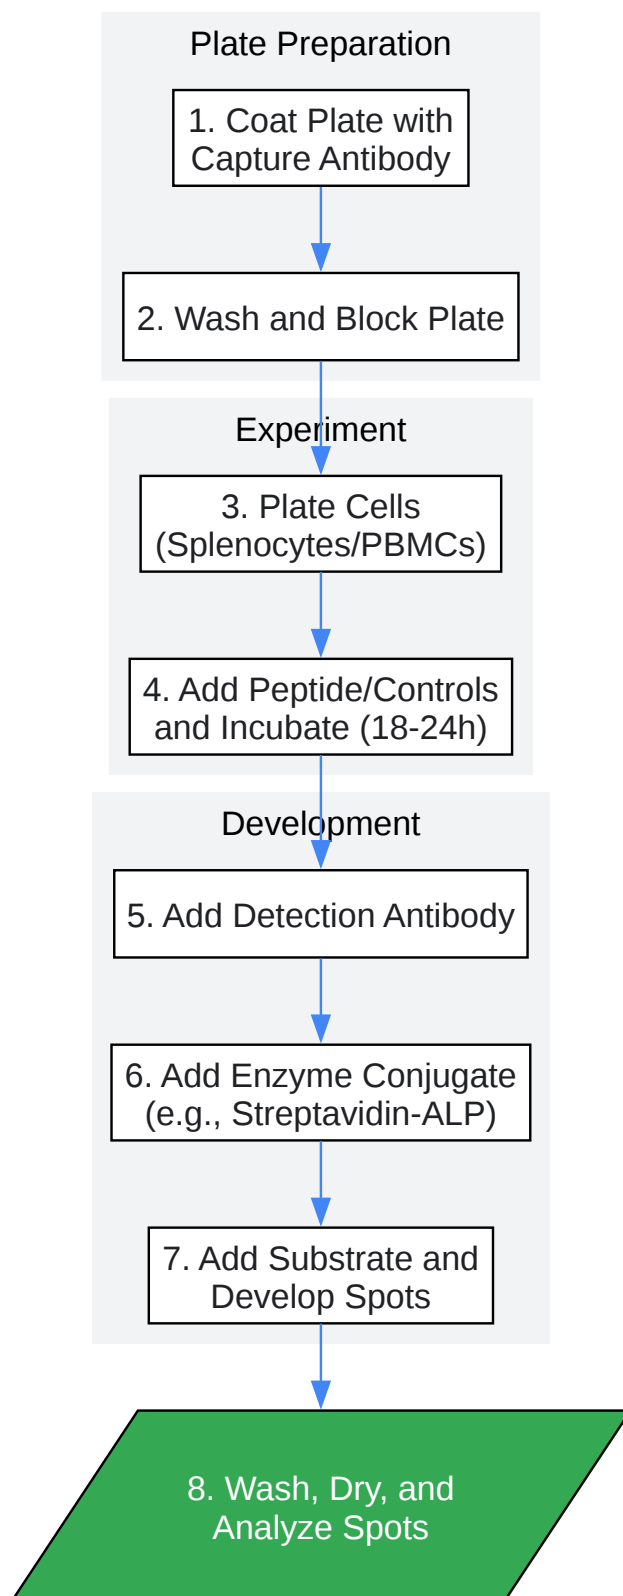 Plate Preparation
1. Coat Plate with
Capture Antibody
2. Wash and Block Plate
Experiment
3. Plate Cells
(Splenocytes/PBMCs)
4. Add Peptide/Controls
and Incubate (18-24h)
Development
5. Add Detection Antibody
6. Add Enzyme Conjugate
(e.g., Streptavidin-ALP)
7. Add Substrate and
Develop Spots
8. Wash, Dry, and
Analyze Spots